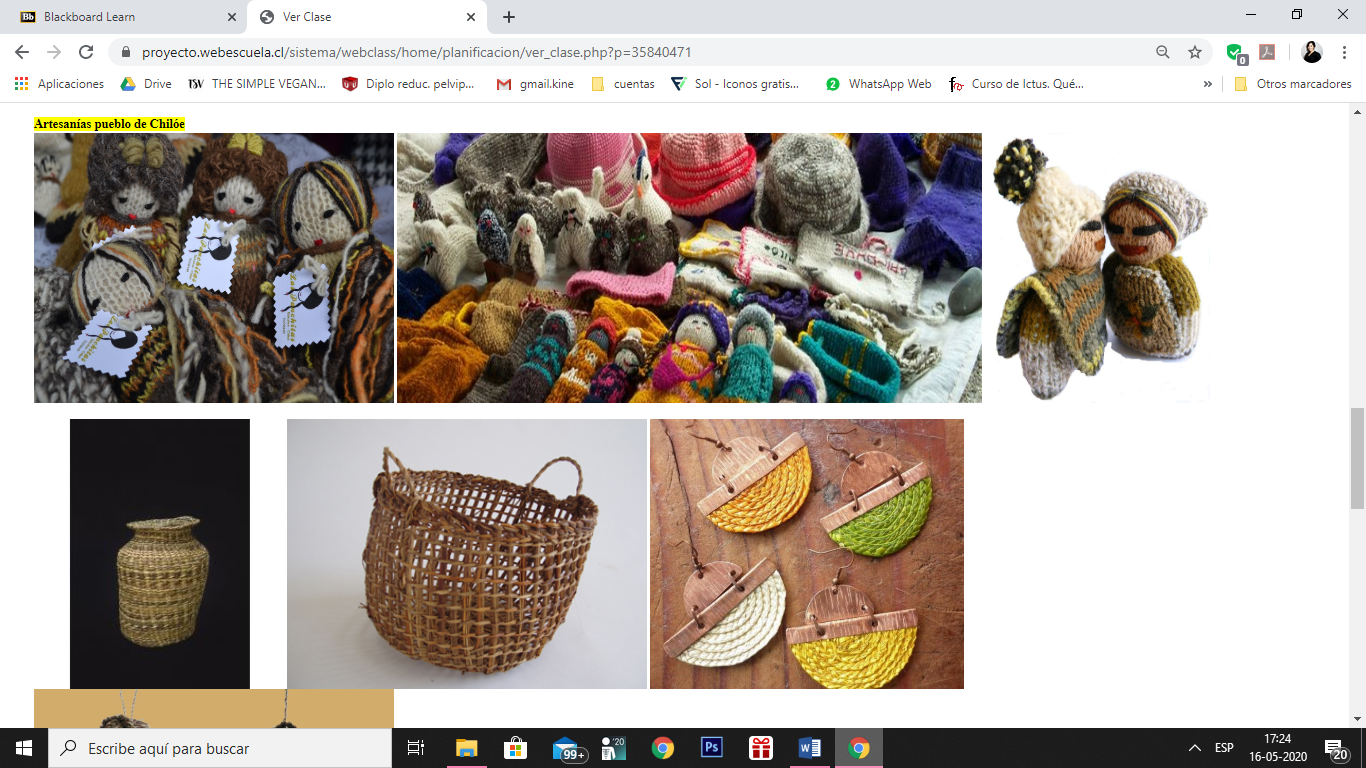 Blackboard Learn
Ver Clase
proyecto.webescuela.cl/sistema/webclass/home/planificacion/ver_clase.php?p=35840471
Aplicaciones
Drive
THE SIMPLE VEGAN...
Diplo reduc. pelvip...
gmail.kine
cuentas
Sol - Iconos gratis...
WhatsApp Web
Curso de Ictus. Qué...
»
Otros marcadores
Artesanías pueblo de Chilóe
Escribe aquí para buscar
99+
'20
Ps
ESP
17:24
16-05-2020
20